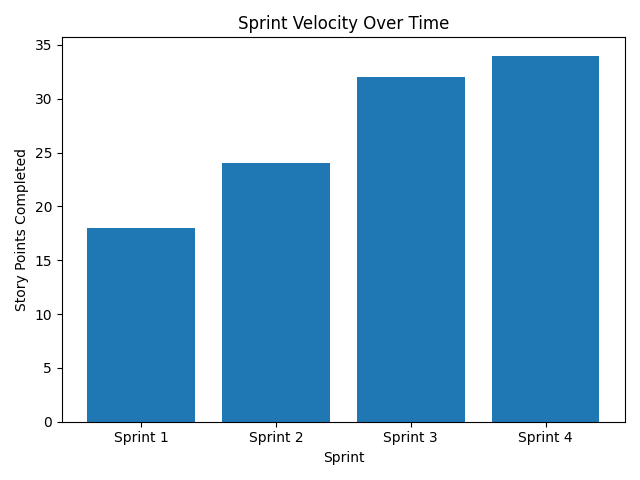 Sprint Velocity Over Time
Story Points Completed
35
30
25
20
15
10
5
0
Sprint 1 Sprint 2 Sprint 3 Sprint 4
Sprint